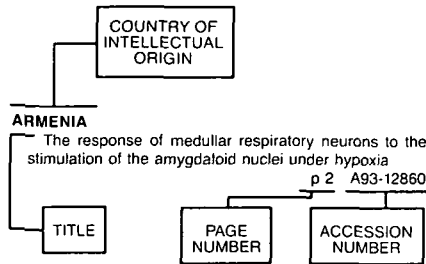 COUNTRY OF
INTELLECTUAL
ORIGIN
ARMENIA
The response of medullar respiratory neurons to the
stimulation of the amygdaloid nuclei under hypoxia
p 2 A93-12860
TITLE
PAGE
NUMBER
ACCESSION
NUMBER